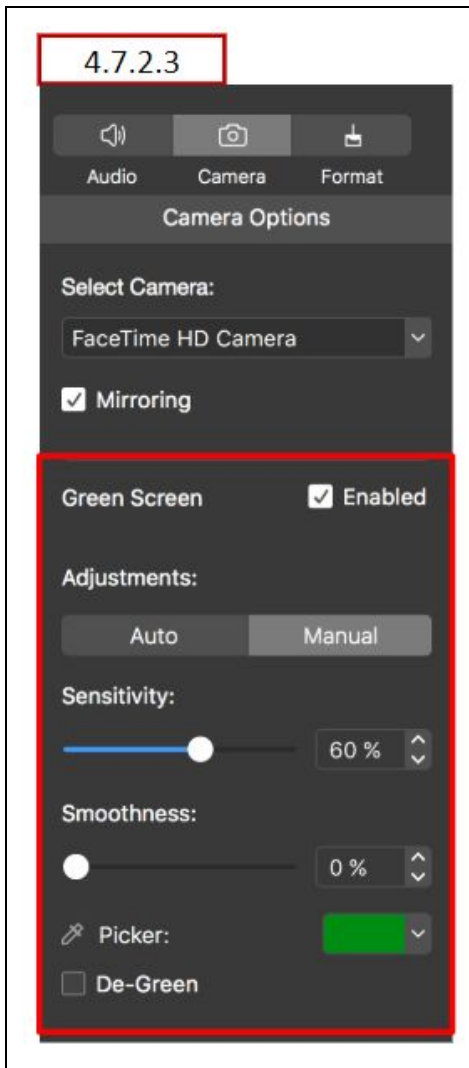 4.7.2.3
Audio Camera Format
Camera Options
Select Camera:
FaceTime HD Camera
Mirroring
Green Screen Enabled
Adjustments:
Auto Manual
Sensitivity:
60 %
Smoothness:
0 %
Picker:
De-Green